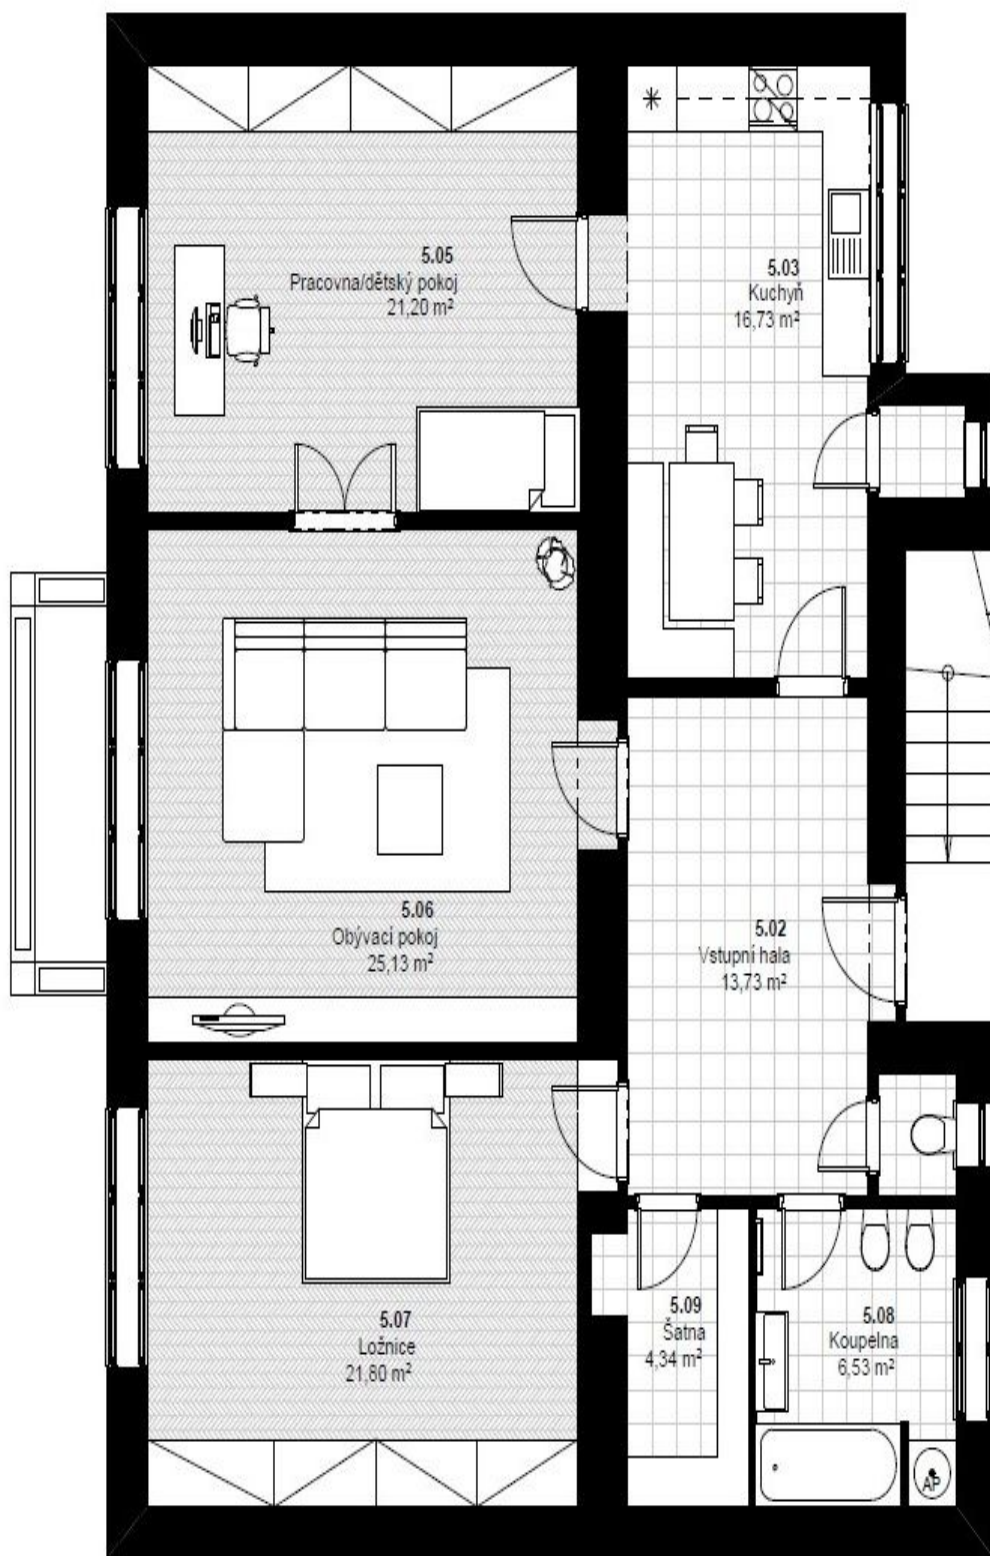 5.05
Pracovna/dětský pokoj
21,20 m²
5.03
Kuchyň
16,73 m²
5.06
Obývací pokoj
25,13 m²
5.02
Vstupní hala
13,73 m²
5.07
Ložnice
21,80 m²
5.09
Šatna
4,34 m²
5.08
Koupelna
6,53 m²
AP